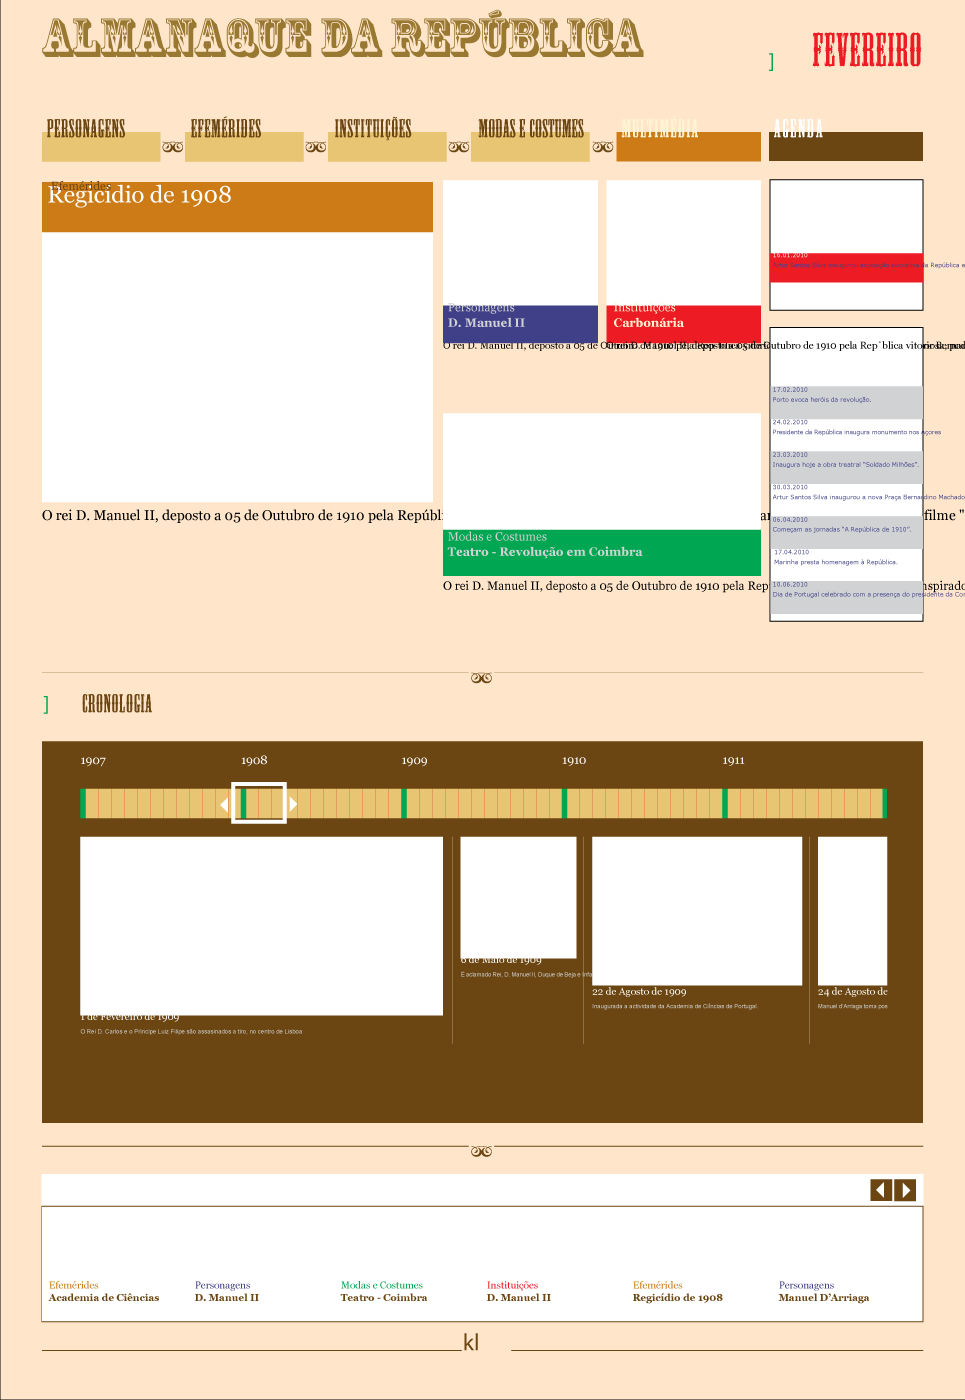 ALMANAQUE DA REPÚBLICA
] FEVEREIRO
PERSONAGENS
EFEMÉRIDES
INSTITUIÇÕES
MODAS E COSTUMES
MULTIMÉDIA
AGENDA
Efemérides
Regicídio de 1908
O rei D. Manuel II, deposto a 05 de Outubro de 1910 pela Repúbl
Personagens
D. Manuel II
O rei D. Manuel II, deposto a 05 de
Instituições
Carbonária
utubro de 1910 pela Rep´blica
Modas e Costumes
Teatro - Revolução em Coimbra
O rei D. Manuel II, deposto a 05 de Outubro de 1910 pela Rep
nspirado
filme "
16.01.2010
Artur Santos Silva
da República e
17.02.2010
Porto evoca heróis da revolução.
24.02.2010
Presidente da República inaugura monumento nos Açores
23.03.2010
Inaugura hoje a obra treatral "Soldado Milhões".
30.03.2010
Artur Santos Silva inaugurou a nova Praça Bernardino Machado
06.04.2010
Começam as jornadas "A República de 1910".
17.04.2010
Marinha presta homenagem à República.
10.06.2010
Dia de Portugal celebrado com a presença do presidente da Co
] CRONOLOGIA
1907 1908 1909 1910 1911
1 de Fevereiro de 1909
O Rei D. Carlos e o Príncipe Luiz Filipe são assassinados a tiro, no centro de Lisboa
6 de Maio de 1909
É aclamado Rei, D. Manuel II, Duque de Beja e Infa
22 de Agosto de 1909
Inaugurada a actividade da Academia de Ciências de Portugal.
24 de Agosto de
Manuel d'Arriaga toma pos
Efemérides
Academia de Ciências
Personagens
D. Manuel II
Modas e Costumes
Teatro - Coimbra
Instituições
D. Manuel II
Efemérides
Regicídio de 1908
Personagens
Manuel D'Arriaga
kl